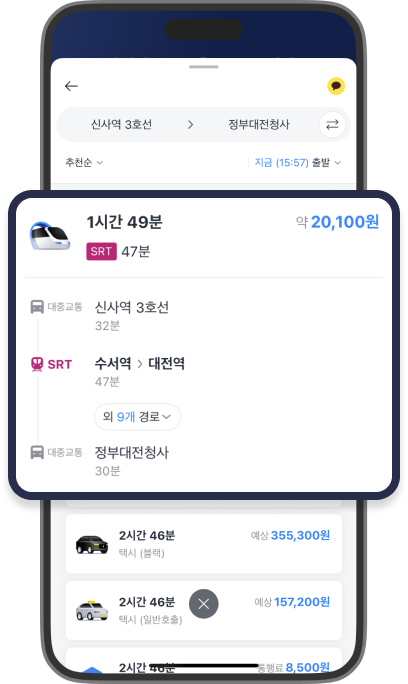 신사역 3호선 > 정부대전청사
추천순
지금 (15:57) 출발
1시간 49분
약 20,100원
SRT 47분
대중교통 신사역 3호선
32분
SRT 수서역 > 대전역
47분
외 9개 경로
대중교통 정부대전청사
30분
2시간 46분
예상 355,300원
택시 (블랙)
2시간 46분
예상 157,200원
택시 (일반호출)
2시간 46분
통행료 8,500원